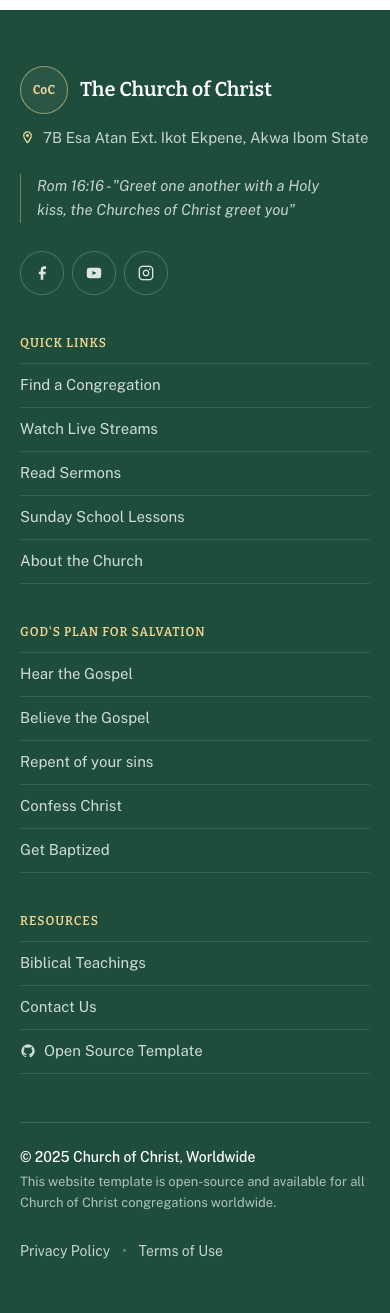 CoC
The Church of Christ
7B Esa Atan Ext. Ikot Ekpene, Akwa Ibom State
Rom 16:16 - "Greet one another with a Holy
kiss, the Churches of Christ greet you"
QUICK LINKS
Find a Congregation
Watch Live Streams
Read Sermons
Sunday School Lessons
About the Church
GOD'S PLAN FOR SALVATION
Hear the Gospel
Believe the Gospel
Repent of your sins
Confess Christ
Get Baptized
RESOURCES
Biblical Teachings
Contact Us
Open Source Template
© 2025 Church of Christ, Worldwide
This website template is open-source and available for all
Church of Christ congregations worldwide.
Privacy Policy • Terms of Use